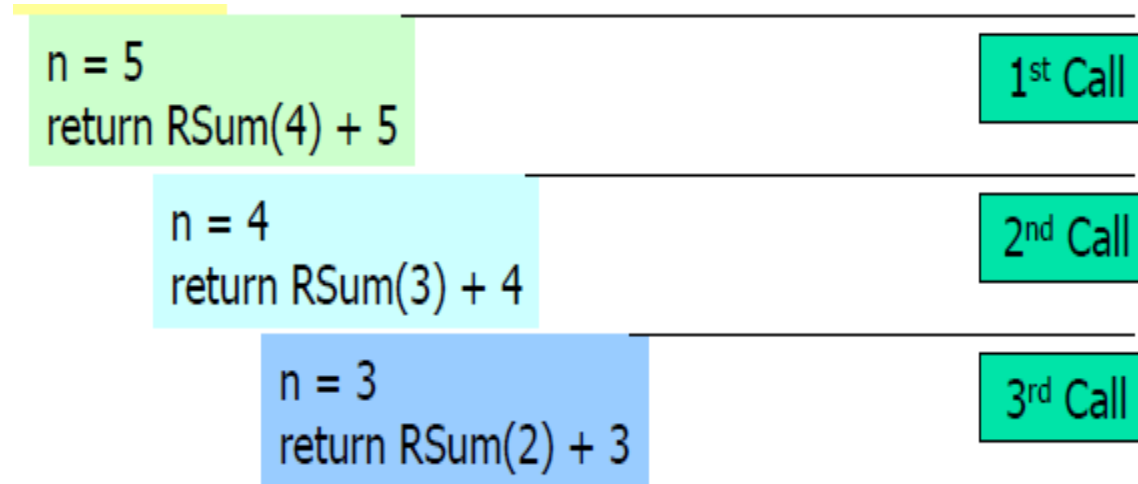 n = 5
return RSum(4) + 5
1st Call
n = 4
return RSum(3) + 4
2nd Call
n = 3
return RSum(2) + 3
3rd Call